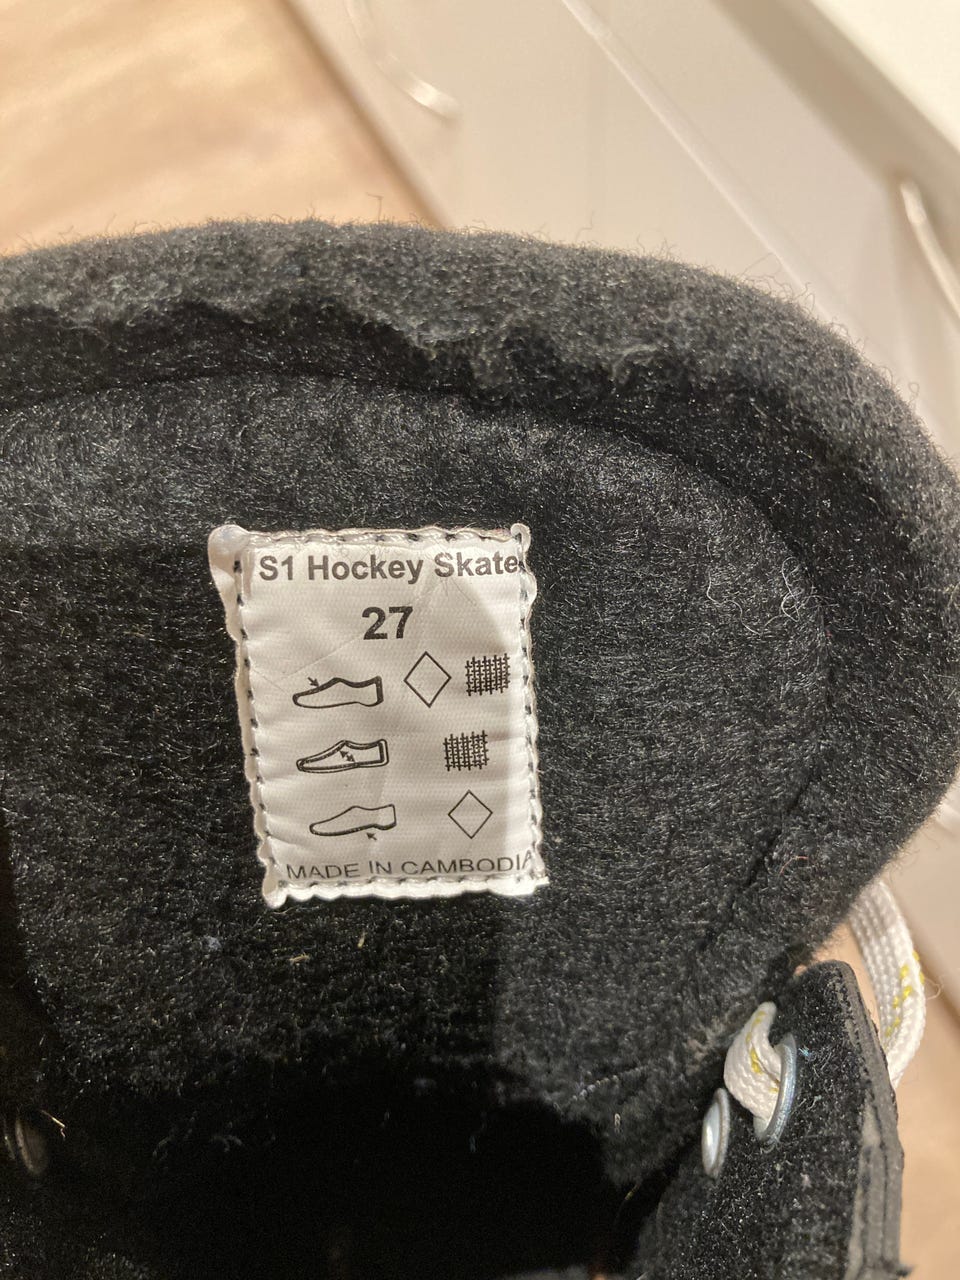 S1 Hockey Skate
27
MADE IN CAMBODIA